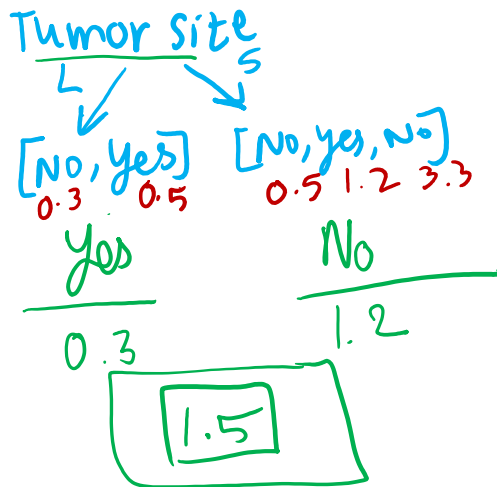 Tumor site
L S
[No, Yes] [No, yes, No]
0.3 0.5 0.5 1.2 3.3
Yes No
0.3 1.2
1.5